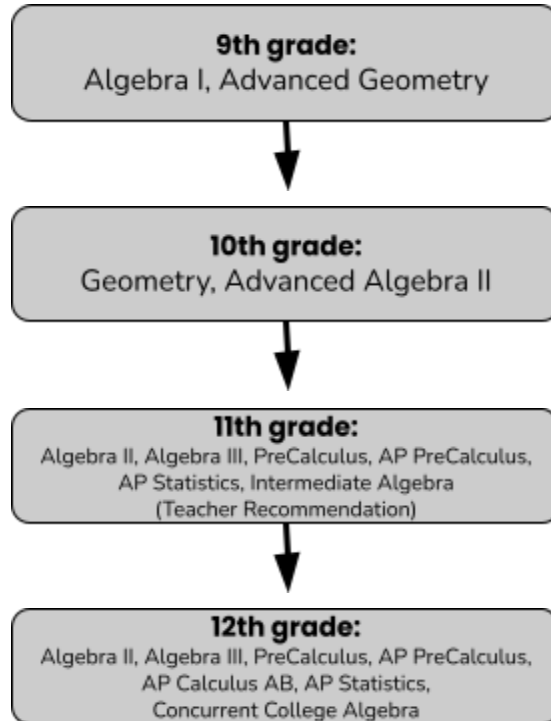 9th grade:
Algebra I, Advanced Geometry
10th grade:
Geometry, Advanced Algebra II
11th grade:
Algebra II, Algebra III, PreCalculus, AP PreCalculus,
AP Statistics, Intermediate Algebra
(Teacher Recommendation)
12th grade:
Algebra II, Algebra III, PreCalculus, AP PreCalculus,
AP Calculus AB, AP Statistics,
Concurrent College Algebra